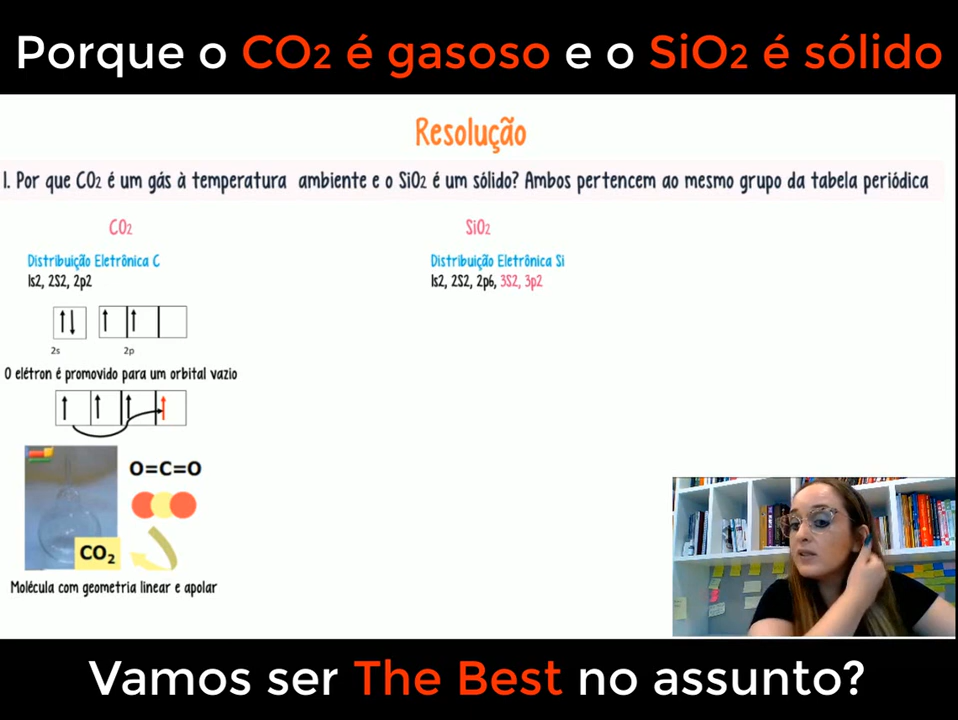 Porque o CO2 é gasoso e o SiO2 é sólido
Resolução
1. Por que CO2 é um gás à temperatura ambiente e o SiO2 é um sólido? Ambos pertencem ao mesmo grupo da tabela periódica
CO2
SiO2
Distribuição Eletrônica C
1s2, 2S2, 2p2
Distribuição Eletrônica Si
1s2, 2S2, 2p6, 3S2, 3p2
2s
2p
O elétron é promovido para um orbital vazio
O=C=O
CO2
Molécula com geometria linear e apolar
Vamos ser The Best no assunto?